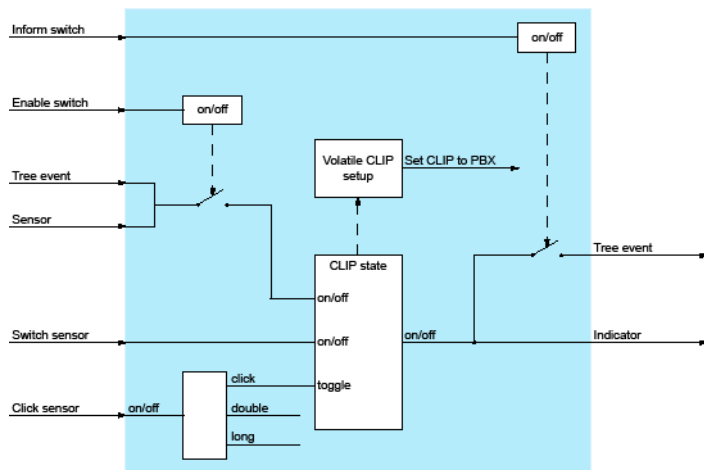 Inform switch
on/off
Enable switch
on/off
Tree event
Sensor
Volatile CLIP
setup
Set CLIP to PBX
Tree event
CLIP state
on/off
Switch sensor
on/off
on/off
Indicator
click
toggle
Click sensor
on/off
double
long